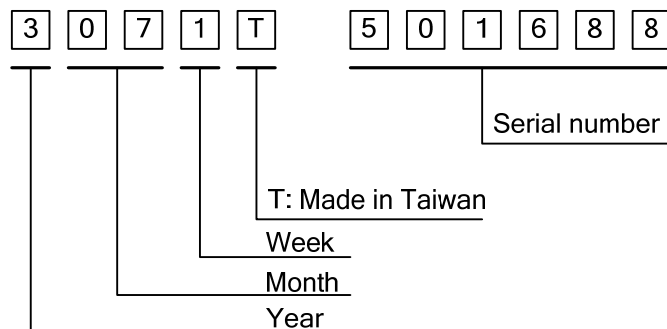 3 0 7 1 T 5 0 1 6 8 8
Serial number
T: Made in Taiwan
Week
Month
Year